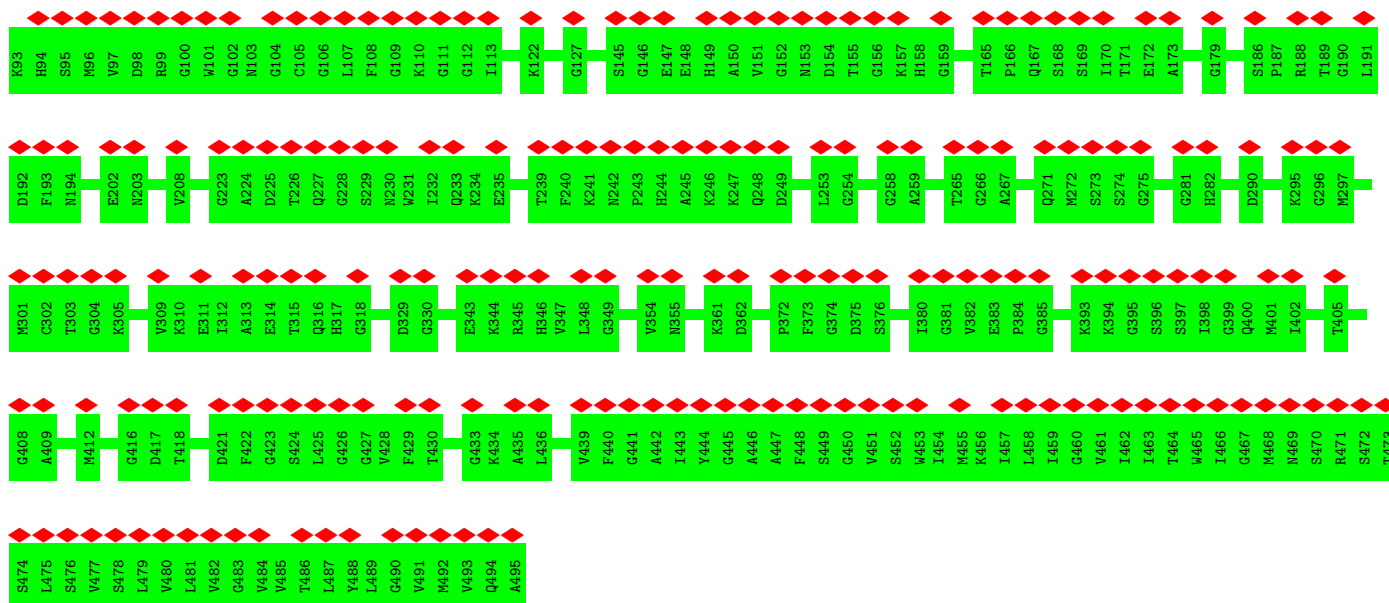 K93 H94 S95 M96 V97 D98 R99 G100 W101 G102 N103 G104 C105 G106 L107 F108 G109 K110 G111 G112 I113 K122 G127 S145 G146 E147 E148 H149 A150 V151 G152 N153 D154 T155 G156 K157 H158 G159 T165 P166 Q167 S168 S169 I170 T171 E172 A173 G179 S186 P187 R188 T189 G190 L191
D192 F193 N194 E202 N203 V208 G223 A224 D225 T226 Q227 G228 S229 N230 W231 I232 Q233 K234 E235 T239 F240 K241 N242 P243 H244 A245 K246 K247 Q248 D249 L253 G254 G258 A259 T265 G266 A267 Q271 M272 S273 S274 G275 G281 H282 D290 K295 G296 M297
M301 C302 T303 G304 K305 V309 K310 E311 I312 A313 E314 T315 Q316 H317 G318 D329 G330 E343 K344 R345 H346 V347 L348 G349 V354 N355 K361 D362 P372 F373 G374 D375 S376 I380 G381 V382 E383 P384 G385 K393 K394 G395 S396 S397 I398 G399 Q400 M401 I402 T405
G408 A409 M412 G416 D417 T418 D421 F422 G423 S424 L425 G426 G427 V428 F429 T430 G433 K434 A435 L436 V439 F440 G441 A442 I443 Y444 G445 A446 A447 F448 S449 G450 V451 S452 W453 I454 M455 K456 I457 L458 I459 G460 V461 I462 I463 T464 W465 I466 G467 M468 N469 S470 R471 S472 T473
S474 L475 S476 V477 S478 L479 V480 L481 V482 G483 V484 V485 T486 L487 Y488 L489 G490 V491 M492 V493 Q494 A495